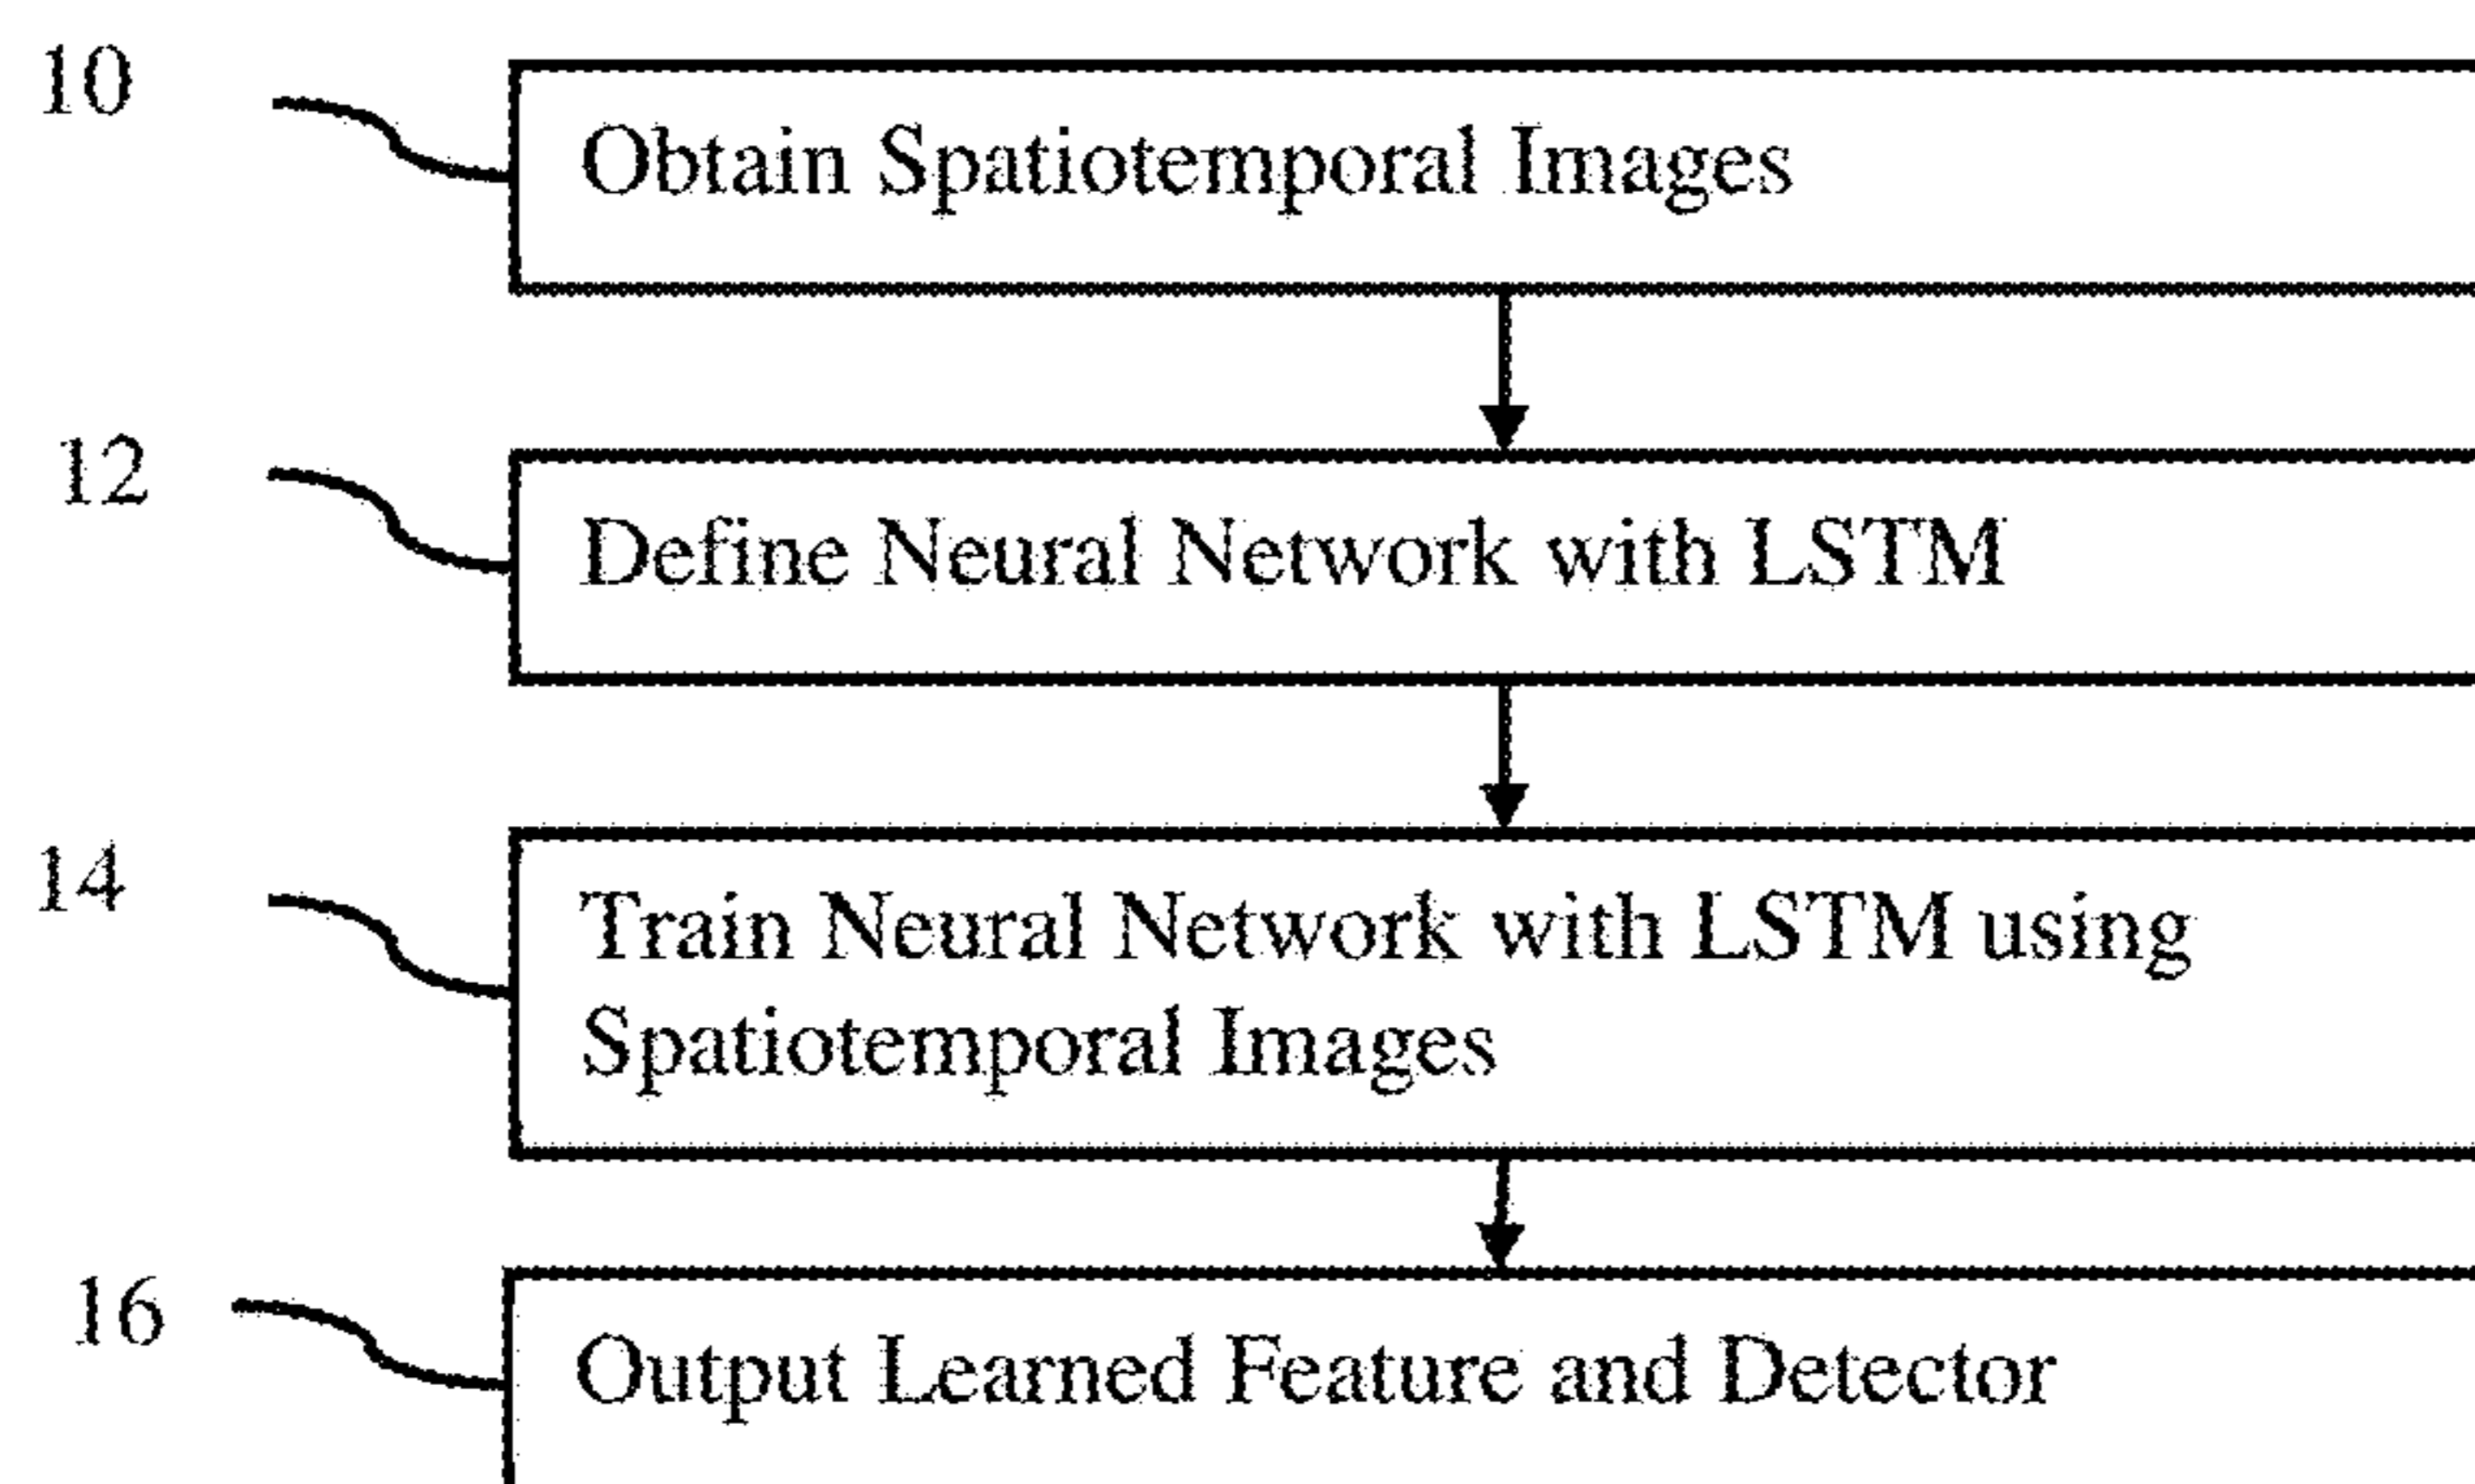 10
Obtain Spatiotemporal Images
12
Define Neural Network with LSTM
14
Train Neural Network with LSTM using
Spatiotemporal Images
16
Output Learned Feature and Detector